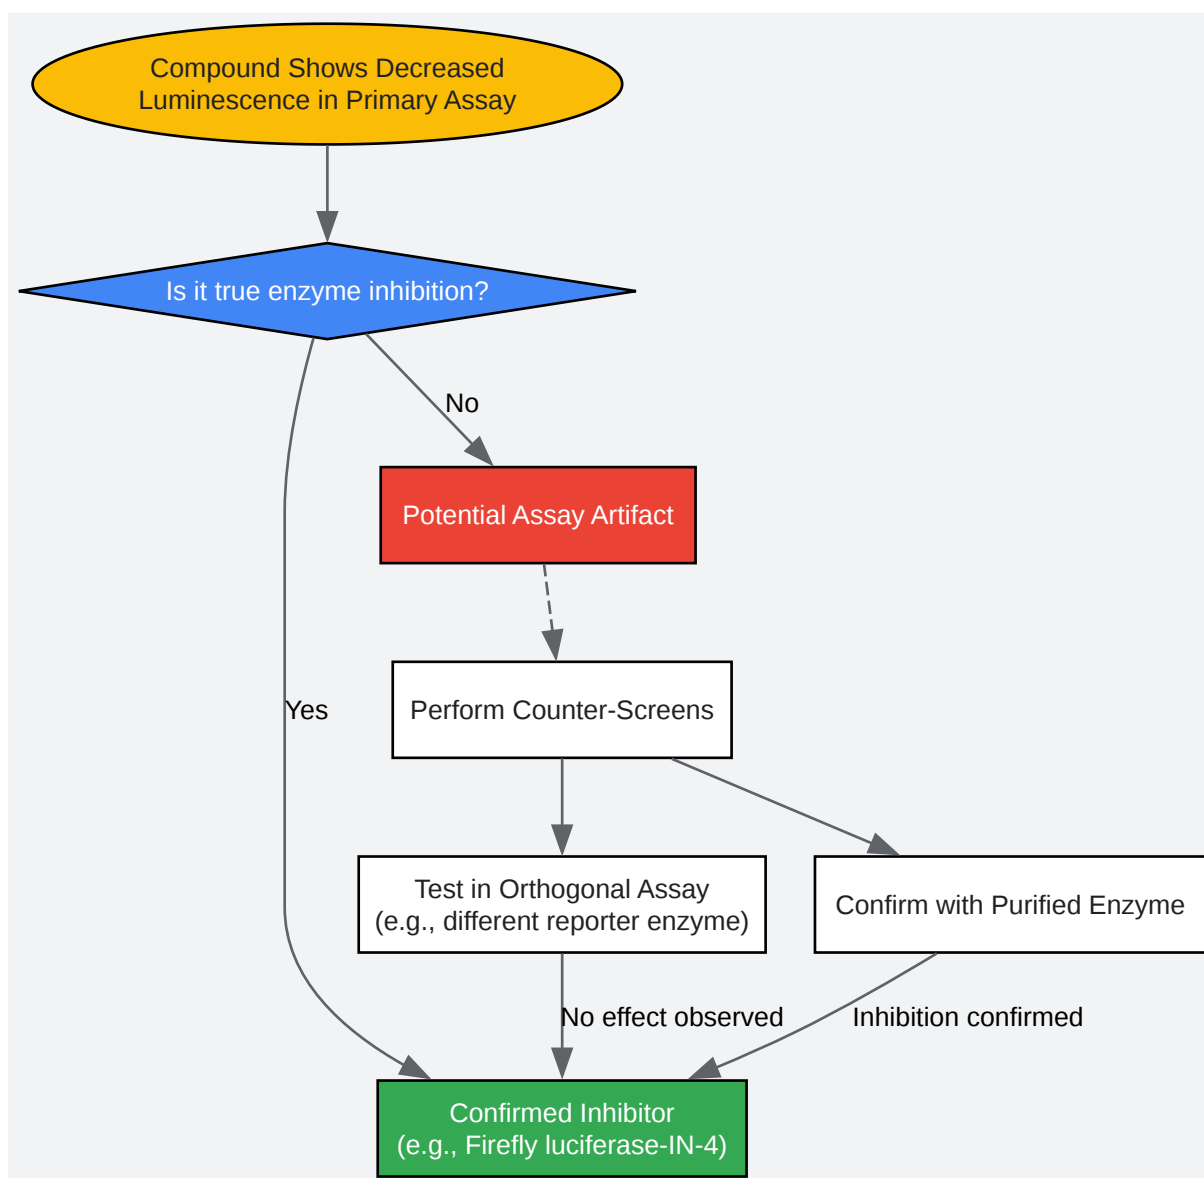 Compound Shows Decreased
Luminescence in Primary Assay
Is it true enzyme inhibition?
No
Potential Assay Artifact
Yes
Perform Counter-Screens
Test in Orthogonal Assay
(e.g., different reporter enzyme)
Confirm with Purified Enzyme
No effect observed
Inhibition confirmed
Confirmed Inhibitor
(e.g., Firefly luciferase-IN-4)